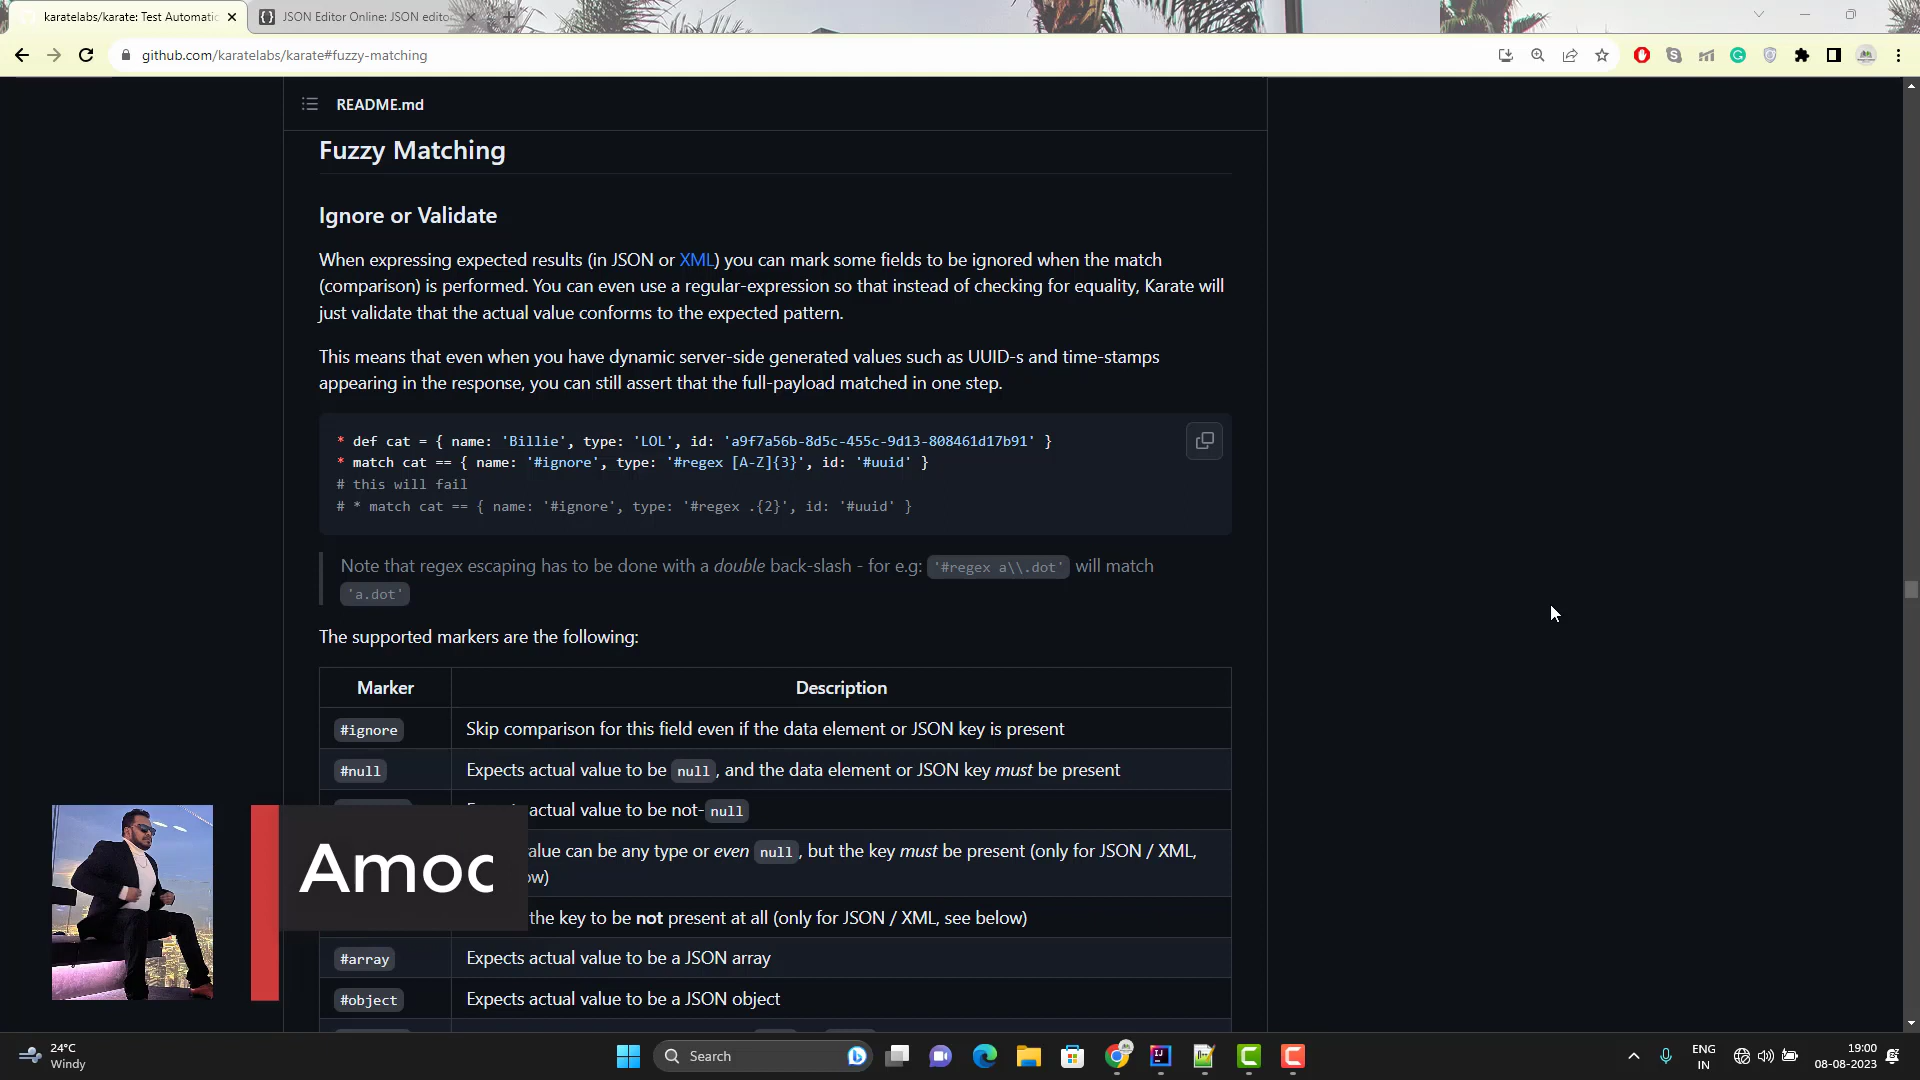 karatelabs/karate: Test Automatic
JSON Editor Online: JSON editor
github.com/karatelabs/karate#fuzzy-matching
README.md
Fuzzy Matching
Ignore or Validate
When expressing expected results (in JSON or XML) you can mark some fields to be ignored when the match
(comparison) is performed. You can even use a regular-expression so that instead of checking for equality, Karate will
just validate that the actual value conforms to the expected pattern.
This means that even when you have dynamic server-side generated values such as UUID-s and time-stamps
appearing in the response, you can still assert that the full-payload matched in one step.
* def cat = { name: 'Billie', type: 'LOL', id: 'a9f7a56b-8d5c-455c-9d13-808461d17b91' }
* match cat == { name: '#ignore', type: '#regex [A-Z]{3}', id: '#uuid' }
# this will fail
# * match cat == { name: '#ignore', type: '#regex .{2}', id: '#uuid' }
Note that regex escaping has to be done with a double back-slash - for e.g: '#regex a\\.dot' will match
'a.dot'
The supported markers are the following:
Marker Description
#ignore Skip comparison for this field even if the data element or JSON key is present
#null Expects actual value to be null, and the data element or JSON key must be present
actual value to be not-null
value can be any type or even null, but the key must be present (only for JSON / XML,
the key to be not present at all (only for JSON / XML, see below)
#array Expects actual value to be a JSON array
#object Expects actual value to be a JSON object
Amoc
24°C
Windy
Search
ENG
IN
19:00
08-08-2023